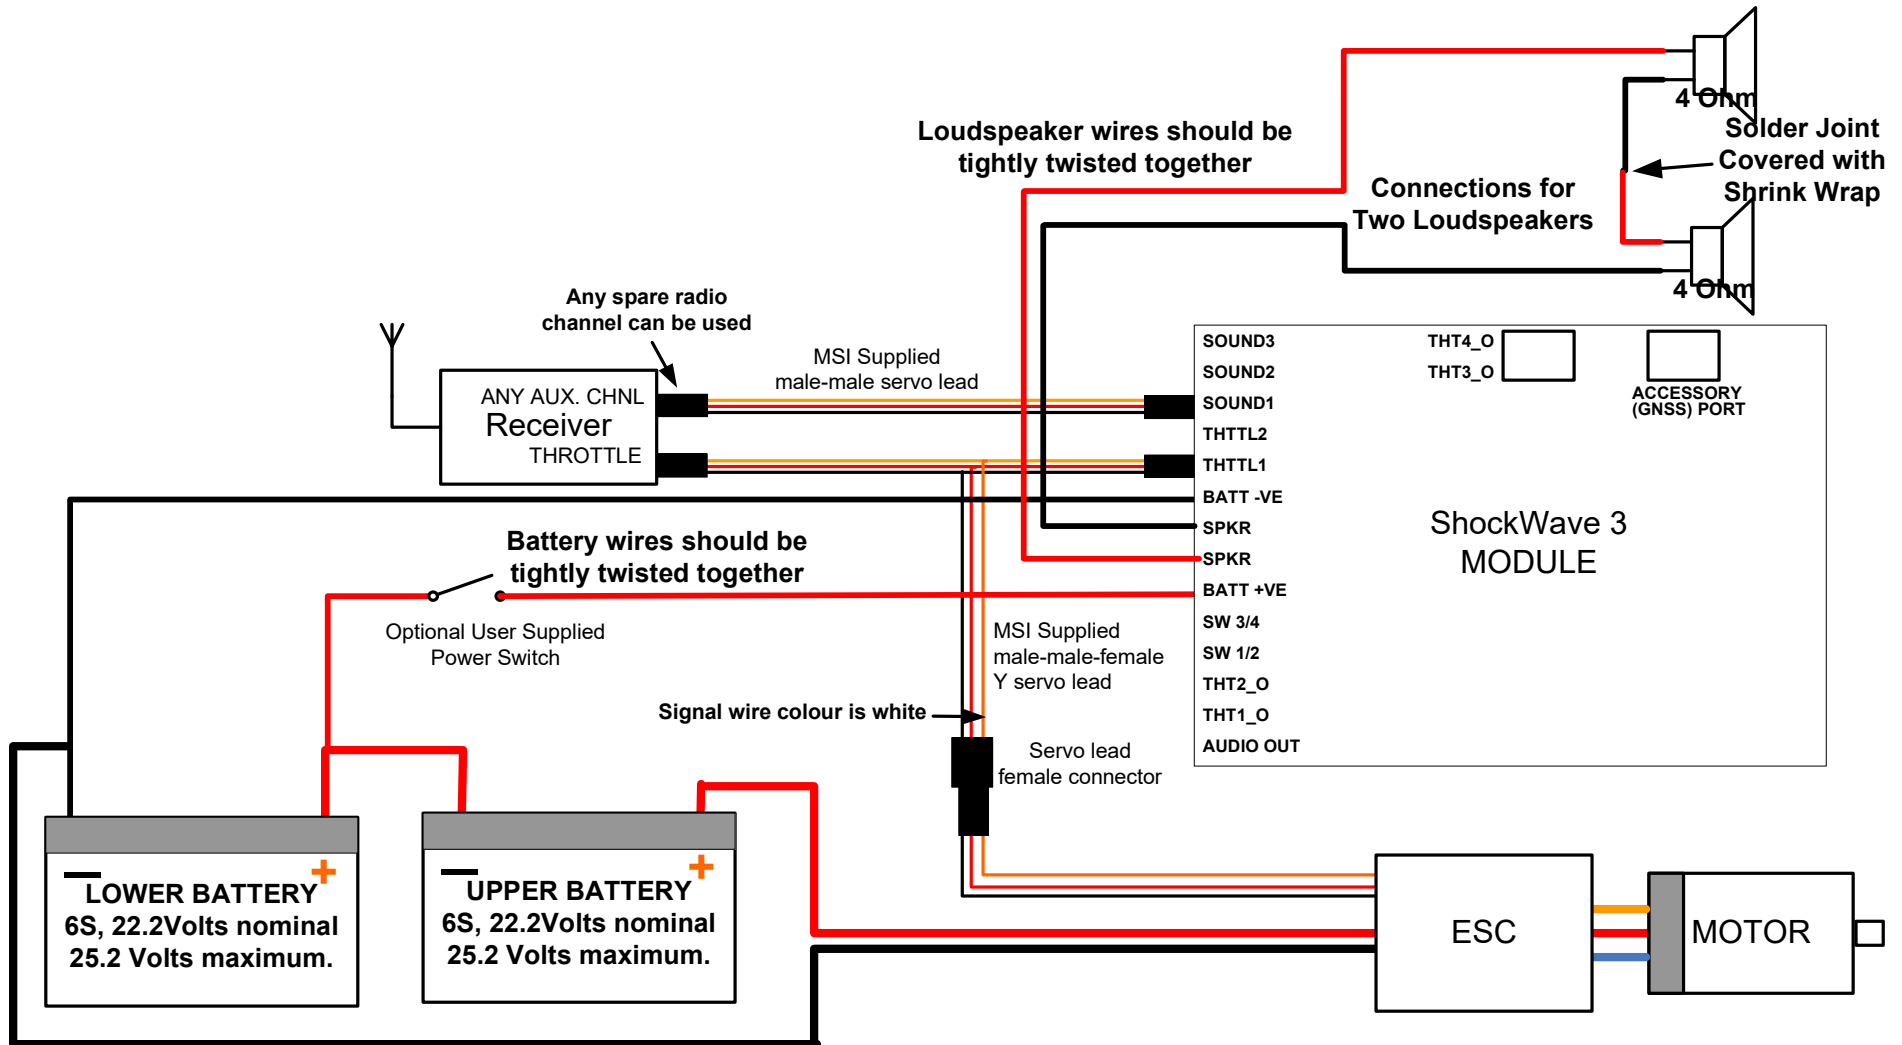 4 Ohm
Solder Joint
Covered with
Shrink Wrap
Loudspeaker wires should be
tightly twisted together
Connections for
Two Loudspeakers
4 Ohm
Any spare radio
channel can be used
MSI Supplied
male-male servo lead
ANY AUX. CHNL
Receiver
THROTTLE
SOUND3
SOUND2
SOUND1
THTTL2
THTTL1
BATT -VE
SPKR
SPKR
BATT +VE
SW 3/4
SW 1/2
THT2_O
THT1_O
AUDIO OUT
THT4_O
THT3_O
ACCESSORY
(GNSS) PORT
ShockWave 3
MODULE
Battery wires should be
tightly twisted together
Optional User Supplied
Power Switch
MSI Supplied
male-male-female
Y servo lead
Signal wire colour is white
Servo lead
female connector
LOWER BATTERY
6S, 22.2Volts nominal
25.2 Volts maximum.
UPPER BATTERY
6S, 22.2Volts nominal
25.2 Volts maximum.
ESC
MOTOR